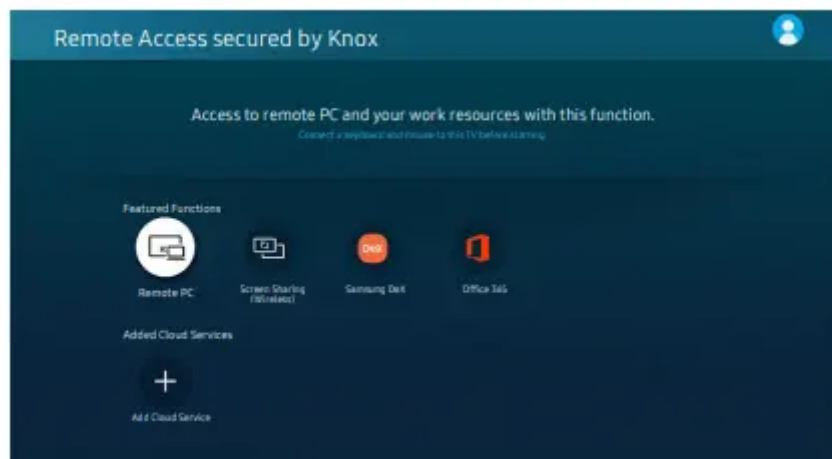 Remote Access secured by Knox
Access to remote PC and your work resources with this function.
Connect a keyboard and mouse to this TV before starting
Featured Functions
Remote PC
Screen Sharing
(Wireless)
DeX
Samsung DeX
Office 365
Added Cloud Services
Add Cloud Service